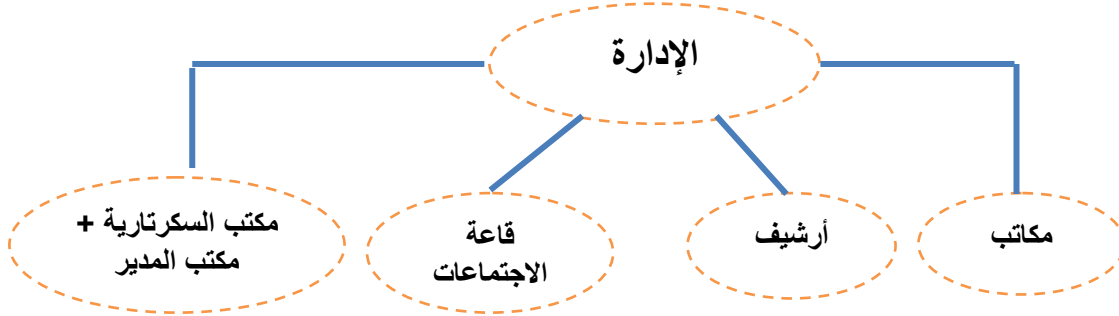 الإدارة
مكاتب
أرشيف
قاعة
الاجتماعات
مكتب السكرتارية +
مكتب المدير